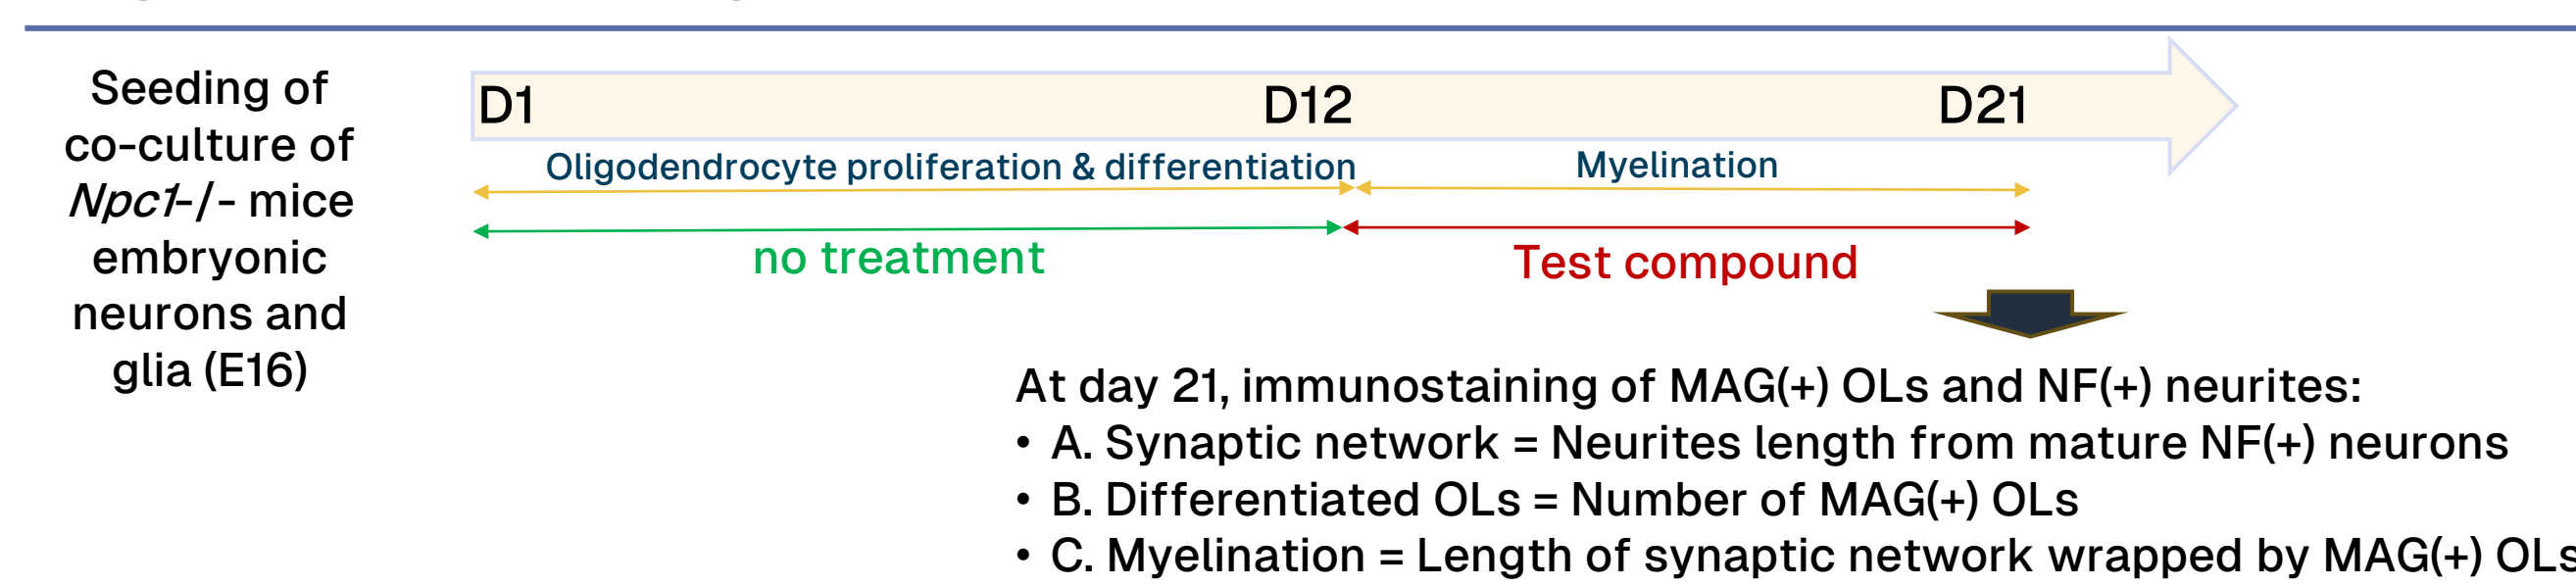 Seeding of
co-culture of
Npc1-/- mice
embryonic
neurons and
glia (E16)
D1 D12 D21
Oligodendrocyte proliferation & differentiation Myelination
no treatment Test compound
At day 21, immunostaining of MAG(+) OLs and NF(+) neurites:
• A. Synaptic network = Neurites length from mature NF(+) neurons
• B. Differentiated OLs = Number of MAG(+) OLs
• C. Myelination = Length of synaptic network wrapped by MAG(+) OLs